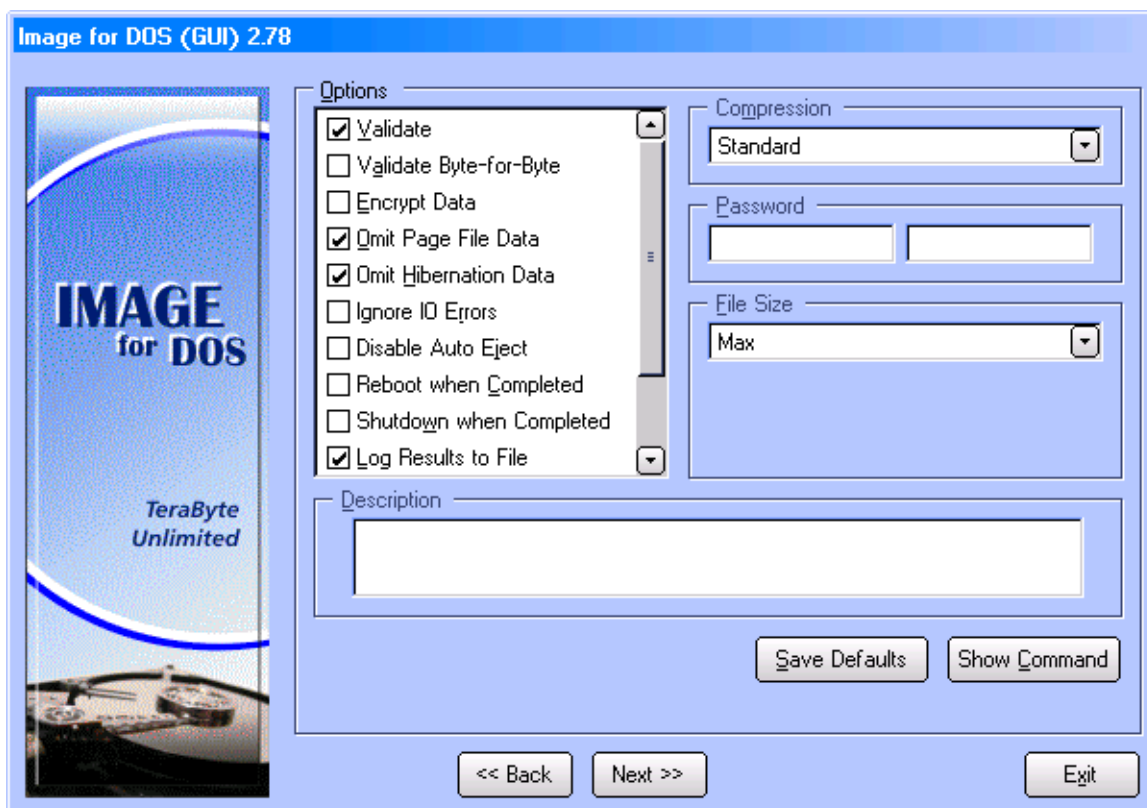 Image for DOS (GUI) 2.78
IMAGE
for DOS
TeraByte
Unlimited
Options
Validate
Validate Byte-for-Byte
Encrypt Data
Omit Page File Data
Omit Hibernation Data
Ignore IO Errors
Disable Auto Eject
Reboot when Completed
Shutdown when Completed
Log Results to File
Compression
Standard
Password
File Size
Max
Description
Save Defaults
Show Command
<< Back
Next >>
Exit